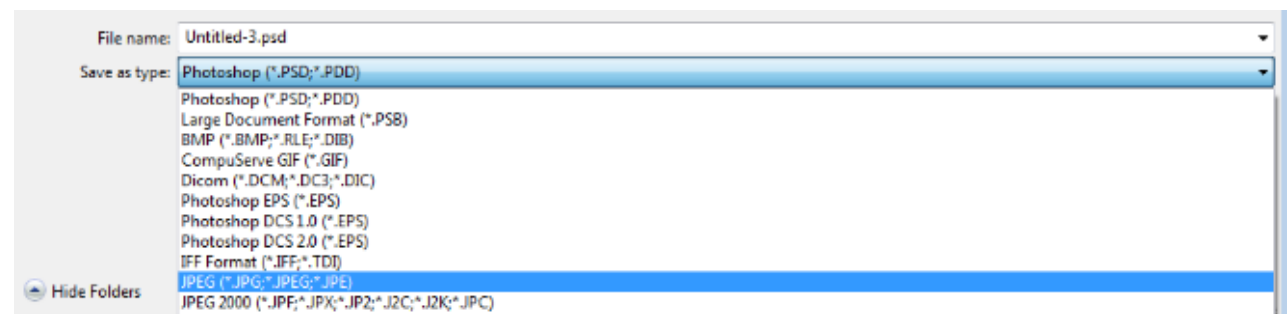 File name: Untitled-3.psd
Save as type: Photoshop (*.PSD;*.PDD)
Photoshop (*.PSD;*.PDD)
Large Document Format (*.PSB)
BMP (*.BMP;*.RLE;*.DIB)
CompuServe GIF (*.GIF)
Dicom (*.DCM;*.DC3;*.DIC)
Photoshop EPS (*.EPS)
Photoshop DCS 1.0 (*.EPS)
Photoshop DCS 2.0 (*.EPS)
IFF Format (*.IFF;*.TDI)
JPEG (*.JPG;*.JPEG;*.JPE)
Hide Folders
JPEG 2000 (*.JPF;*.JPX;*.JP2;*.J2C;*.J2K;*.JPC)